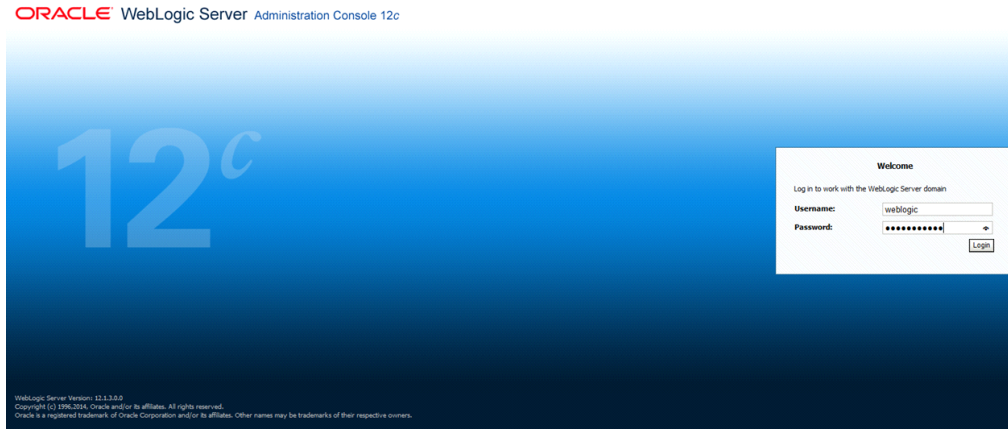 ORACLE WebLogic Server Administration Console 12c
12c
Welcome
Log in to work with the WebLogic Server domain
Username: weblogic
Password: •••••••••••
Login
WebLogic Server Version: 12.1.3.0.0
Copyright (c) 1996,2014, Oracle and/or its affiliates. All rights reserved.
Oracle is a registered trademark of Oracle Corporation and/or its affiliates. Other names may be trademarks of their respective owners.